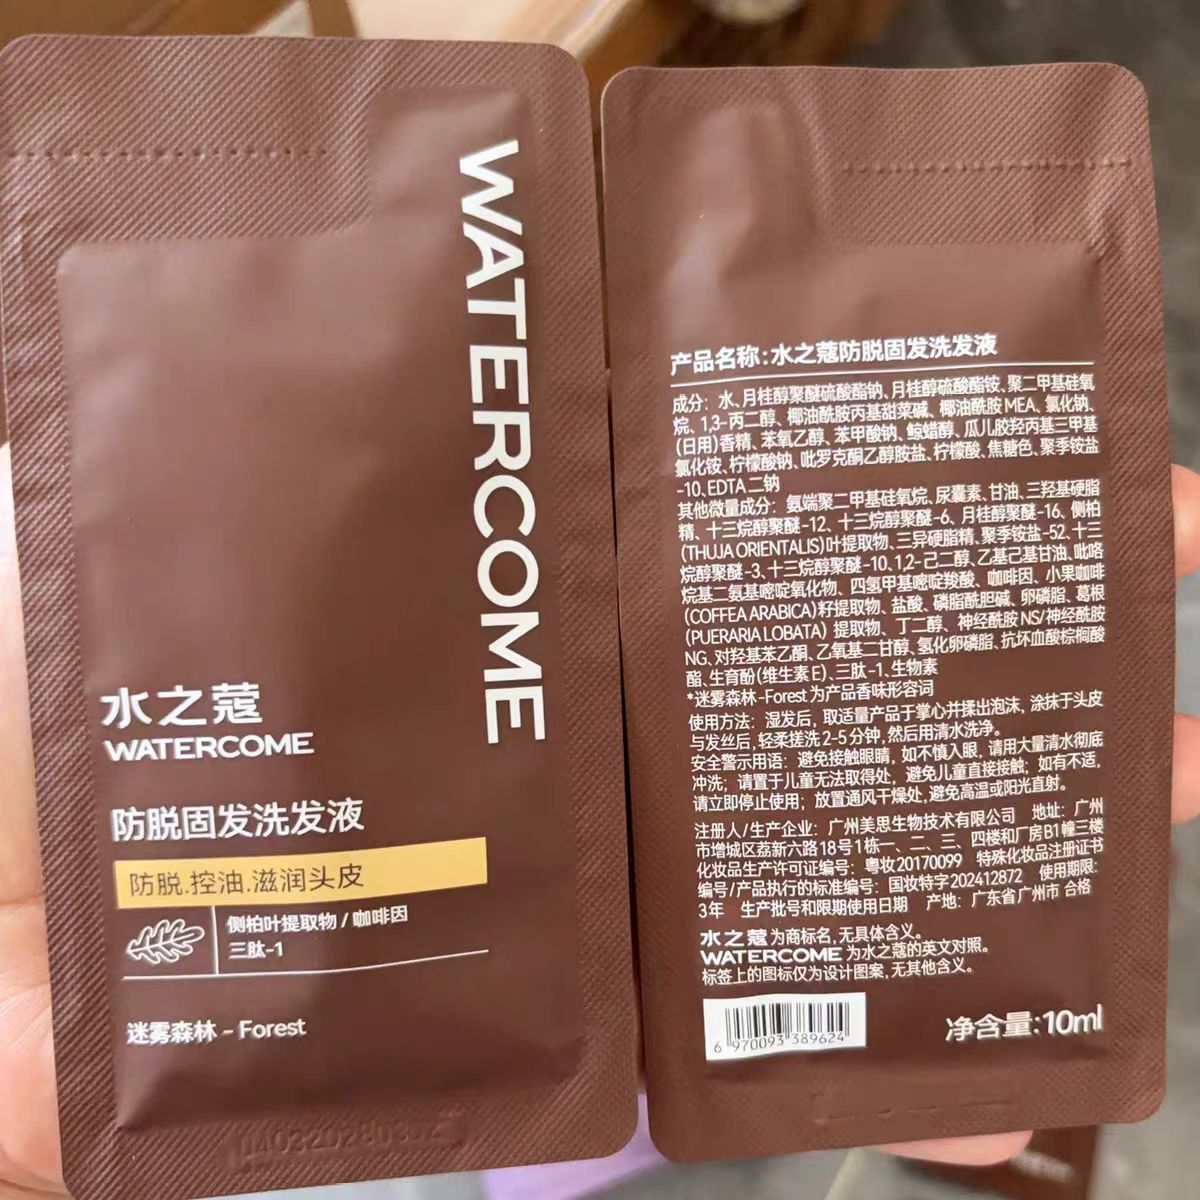 WATERCOME
水之蔻
WATERCOME
防脱固发洗发液
防脱.控油.滋润头皮
侧柏叶提取物/咖啡因
三肽-1
迷雾森林-Forest
产品名称:水之蔻防脱固发洗发液
成分：水、月桂醇聚醚硫酸酯钠、月桂醇硫酸酯铵、聚二甲基硅氧
烷、1,3-丙二醇、椰油酰胺丙基甜菜碱、椰油酰胺MEA、氯化钠、
(日用)香精、苯氧乙醇、苯甲酸钠、鲸蜡醇、瓜儿胶羟丙基三甲基
氯化铵、柠檬酸钠、吡罗克酮乙醇胺盐、柠檬酸、焦糖色、聚季铵盐
-10、EDTA 二钠
其他微量成分：氨端聚二甲基硅氧烷、尿囊素、甘油、三羟基硬脂
精、十三烷醇聚醚-12、十三烷醇聚醚-6、月桂醇聚醚-16、侧柏
(THUJA ORIENTALIS)叶提取物、三异硬脂精、聚季铵盐-52、十三
烷醇聚醚-3、十三烷醇聚醚-10、1,2-己二醇、乙基己基甘油、吡咯
烷基二氨基嘧啶氧化物、四氢甲基嘧啶羧酸、咖啡因、小果咖啡
(COFFEA ARABICA)籽提取物、盐酸、磷脂酰胆碱、卵磷脂、葛根
(PUERARIA LOBATA) 提取物、丁二醇、神经酰胺 NS/神经酰胺
NG、对羟基苯乙酮、乙氧基二甘醇、氢化卵磷脂、抗坏血酸棕榈酸
酯、生育酚(维生素E)、三肽-1、生物素
*迷雾森林-Forest 为产品香味形容词
使用方法：湿发后，取适量产品于掌心并揉出泡沫，涂抹于头皮
与发丝后，轻柔搓洗2-5分钟，然后用清水洗净。
安全警示用语：避免接触眼睛，如不慎入眼，请用大量清水彻底
冲洗；请置于儿童无法取得处，避免儿童直接接触；如有不适，
请立即停止使用；放置通风干燥处，避免高温或阳光直射。
注册人/生产企业：广州美思生物技术有限公司 地址：广州
市增城区荔新六路18号1栋一、二、三、四楼和厂房B1幢三楼
化妆品生产许可证编号：粤妆20170099 特殊化妆品注册证书
编号/产品执行的标准编号：国妆特字202412872 使用期限：
3年 生产批号和限期使用日期 产地：广东省广州市 合格
水之蔻为商标名，无具体含义。
WATERCOME 为水之蔻的英文对照。
标签上的图标仅为设计图案，无其他含义。
6 970093 389624
净含量:10ml